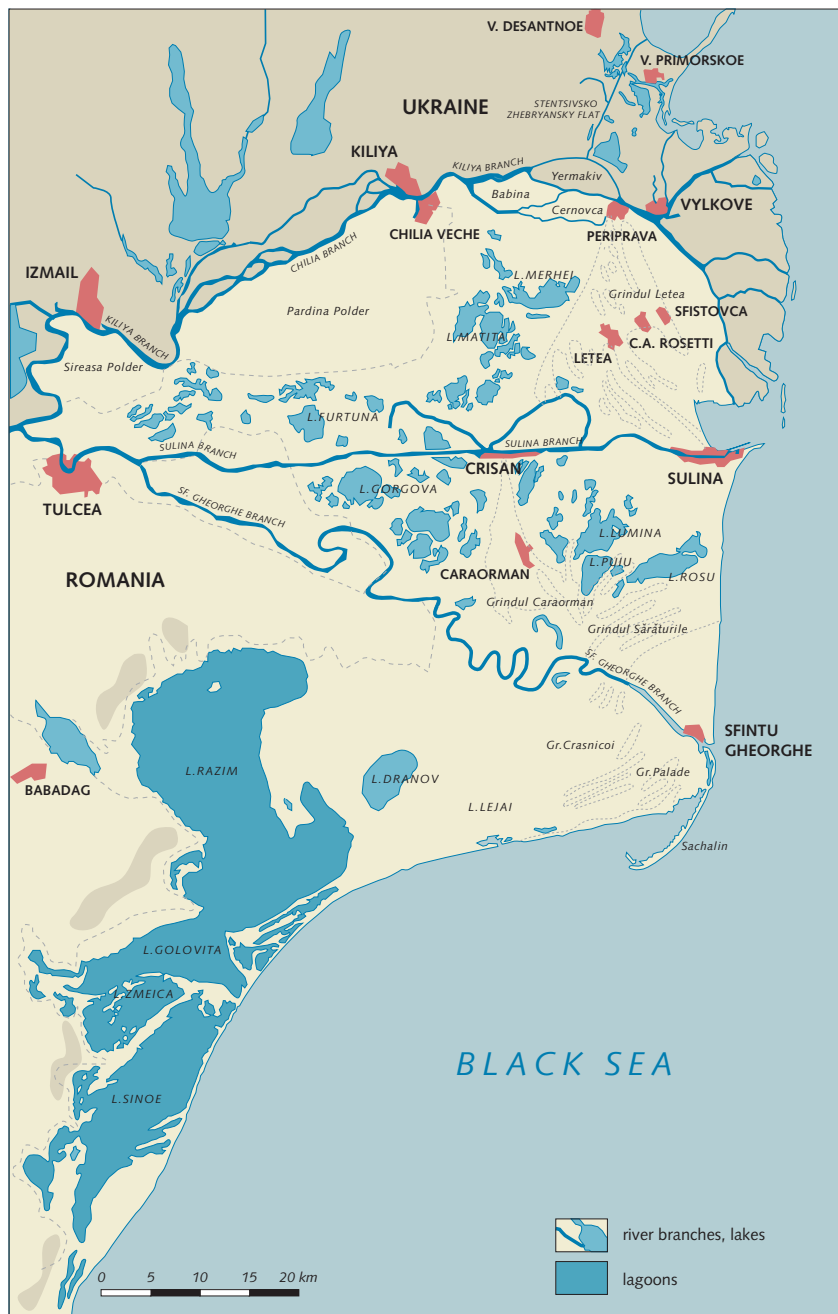 V. DESANTNOE
V. PRIMORSKOE
UKRAINE
STENTSIVSKO
ZHEBRYANSKY FLAT
KILIYA
KILIYA BRANCH
Yermakiv
Babina
Cernovca
VYLKOVE
PERIPRAVA
CHILIA VECHE
CHILIA BRANCH
IZMAIL
L.MERHEI
Grindul Letea
Pardina Polder
SFISTOVCA
KILIYA BRANCH
L.MATITA
C.A. ROSETTI
LETEA
Sireasa Polder
L.FURTUNA
SULINA BRANCH
SULINA BRANCH
CRISAN
SULINA
TULCEA
L.GORGOVA
SF. GHEORGHE BRANCH
L.LUMINA
L.PUIU
CARAORMAN
L.ROSU
ROMANIA
Grindul Caraorman
Grindul Sărăturile
SF. GHEORGHE BRANCH
SFINTU
GHEORGHE
Gr.Crasnicoi
L.RAZIM
L.DRANOV
Gr.Palade
BABADAG
L.LEJAI
Sachalin
L.GOLOVITA
L.ZMEICA
BLACK SEA
L.SINOE
river branches, lakes
0 5 10 15 20 km
lagoons